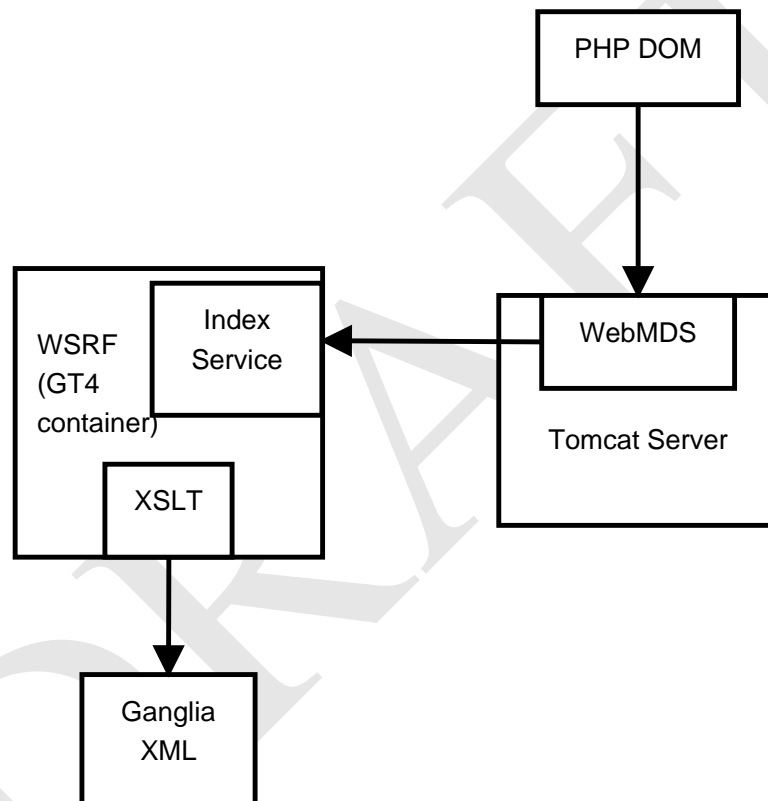 PHP DOM
Index
Service
WSRF
(GT4
container)
WebMDS
Tomcat Server
XSLT
Ganglia
XML
DRAFT